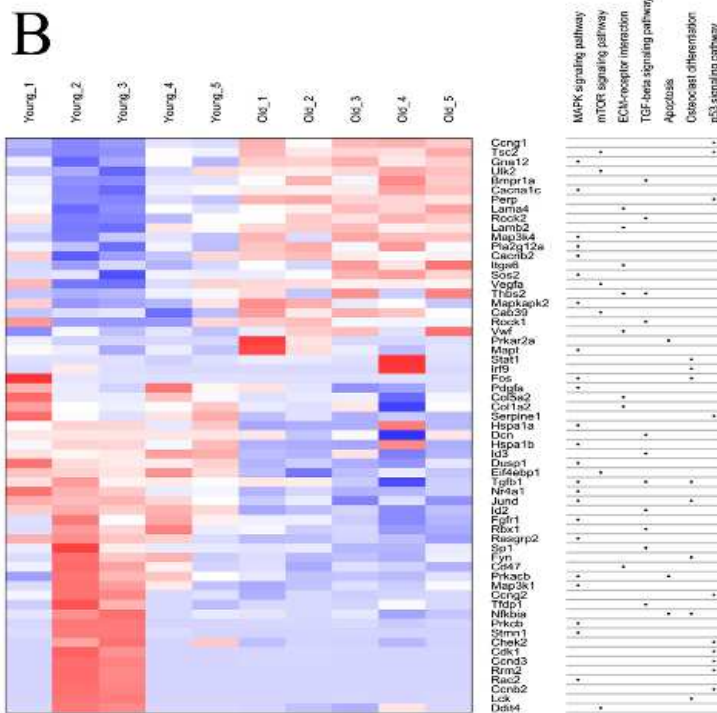 B
Young_1 Young_2 Young_3 Young_4 Young_5 Old_1 Old_2 Old_3 Old_4 Old_5
MAPK signaling pathway
mTOR signaling pathway
ECM-receptor interaction
TGF-beta signaling pathway
Apoptosis
Osteoclast differentiation
p53 signaling pathway
Ccng1
Tsc2
Gna12
Ulk2
Bmpr1a
Cacna1c
Perp
Lama4
Rock2
Lamb2
Map3k4
Pla2g12a
Cacnb2
Itga6
Sos2
Vegfa
Thbs2
Mapkapk2
Cab39
Rock1
Vwf
Prkar2a
Mapt
Stat1
Irf9
Fos
Pdgfa
Col5a2
Col1a2
Serpine1
Hspa1a
Dcn
Hspa1b
Id3
Dusp1
Eif4ebp1
Tgfb1
Nr4a1
Jund
Id2
Fgfr1
Rbx1
Rasgrp2
Sp1
Fyn
Cd47
Prkacb
Map3k1
Ccng2
Tfdp1
Nfkbia
Prkcb
Stmn1
Chek2
Cdk1
Ccnd3
Rrm2
Rac2
Ccnb2
Lck
Ddit4